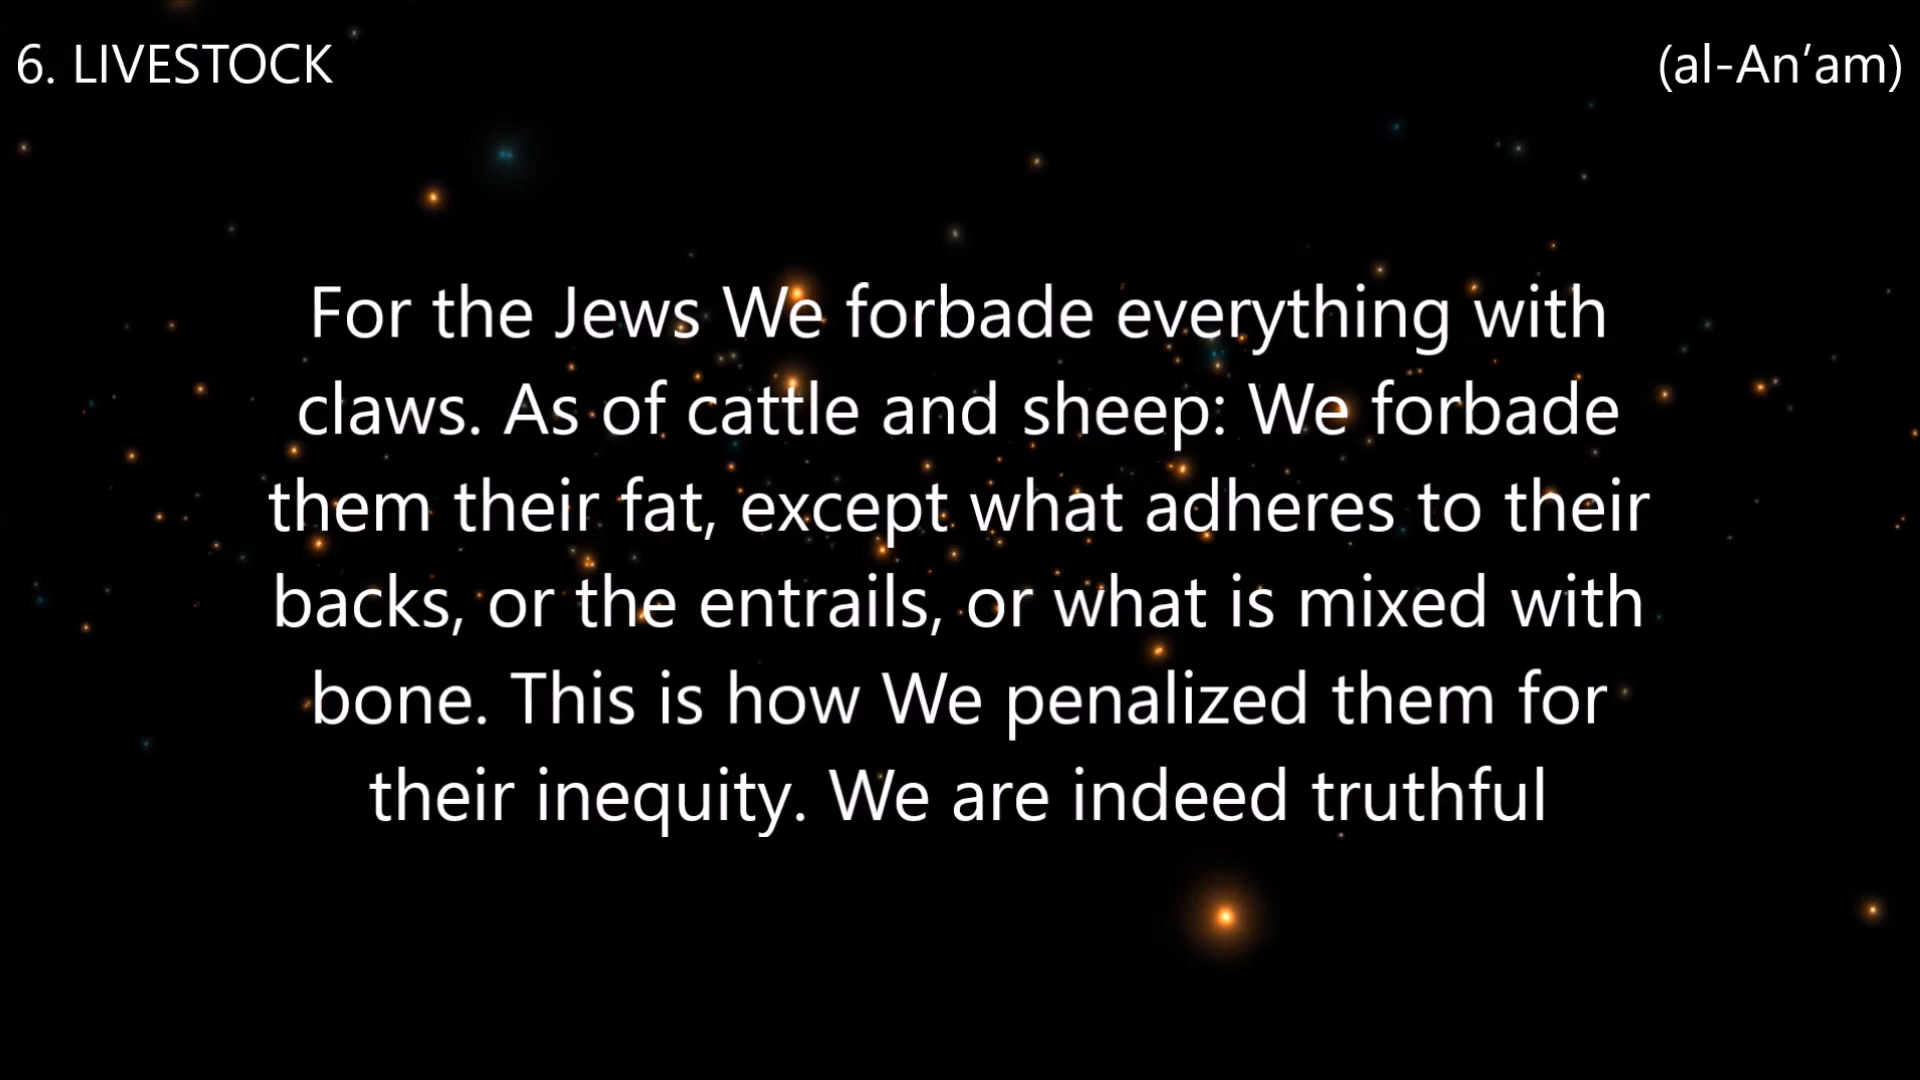 6. LIVESTOCK
(al-An’am)
For the Jews We forbade everything with
claws. As of cattle and sheep: We forbade
them their fat, except what adheres to their
backs, or the entrails, or what is mixed with
bone. This is how We penalized them for
their inequity. We are indeed truthful